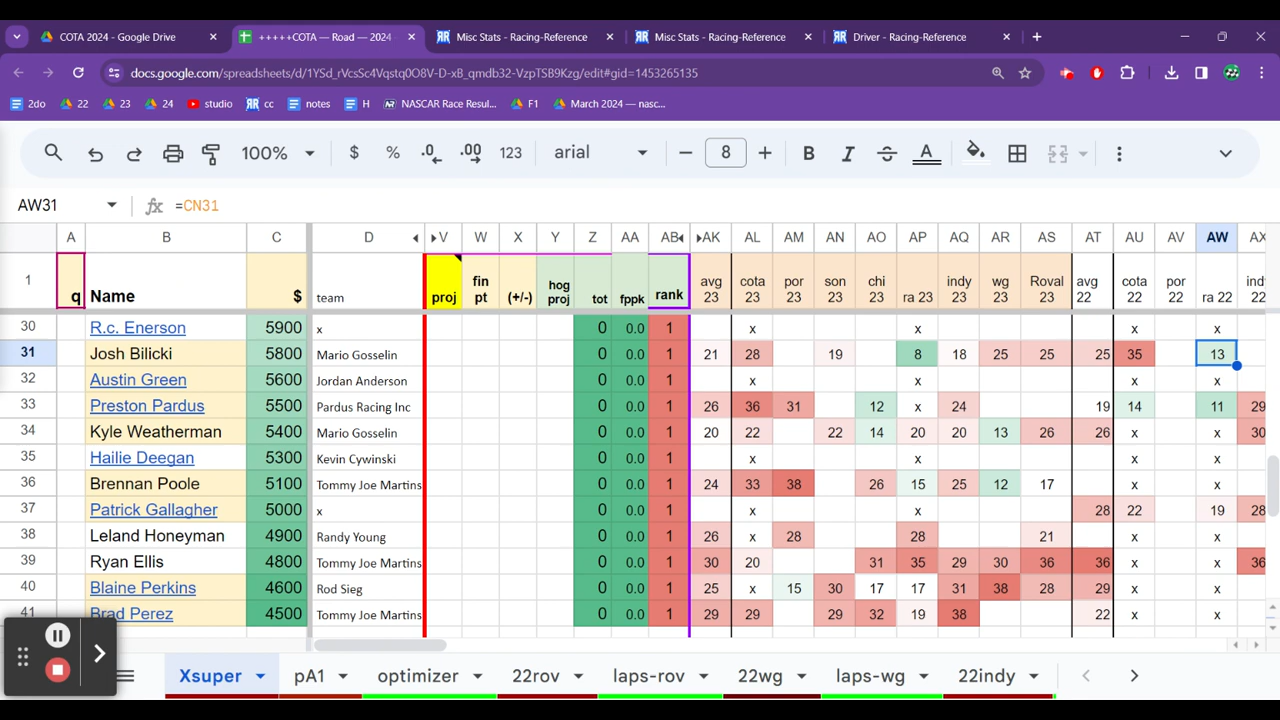 COTA 2024 - Google Drive
+++++COTA — Road — 2024
Misc Stats - Racing-Reference
Misc Stats - Racing-Reference
Driver - Racing-Reference
docs.google.com/spreadsheets/d/1YSd_rVcsSc4Vqstq0O8V-D-xB_qmdb32-VzpTSB9Kzg/edit#gid=1453265135
2do 22 23 24 studio cc notes H NASCAR Race Resul... F1 March 2024 — nasc...
100% $ % .0 .00 123 arial 8 B I A
AW31 fx =CN31
A B C D V W X Y Z AA AB AK AL AM AN AO AP AQ AR AS AT AU AV AW AX
1 q Name $ team proj fin pt (+/-) hog proj tot fppk rank avg 23 cota 23 por 23 son 23 chi 23 ra 23 indy 23 wg 23 Roval 23 avg 22 cota 22 por 22 ra 22 ind 22
30 R.c. Enerson 5900 x 0 0.0 1 x x x x
31 Josh Bilicki 5800 Mario Gosselin 0 0.0 1 21 28 19 8 18 25 25 25 35 13
32 Austin Green 5600 Jordan Anderson 0 0.0 1 x x x x
33 Preston Pardus 5500 Pardus Racing Inc 0 0.0 1 26 36 31 12 x 24 19 14 11 29
34 Kyle Weatherman 5400 Mario Gosselin 0 0.0 1 20 22 22 14 20 20 13 26 26 x x 30
35 Hailie Deegan 5300 Kevin Cywinski 0 0.0 1 x x x x
36 Brennan Poole 5100 Tommy Joe Martins 0 0.0 1 24 33 38 26 15 25 12 17 x x
37 Patrick Gallagher 5000 x 0 0.0 1 x x 28 22 19 28
38 Leland Honeyman 4900 Randy Young 0 0.0 1 26 x 28 28 21 x x
39 Ryan Ellis 4800 Tommy Joe Martins 0 0.0 1 30 20 31 35 29 30 36 36 x x 36
40 Blaine Perkins 4600 Rod Sieg 0 0.0 1 25 x 15 30 17 17 31 38 28 29 x x
41 Brad Perez 4500 Tommy Joe Martins 0 0.0 1 29 29 29 32 19 38 22 x x
Xsuper pA1 optimizer 22rov laps-rov 22wg laps-wg 22indy